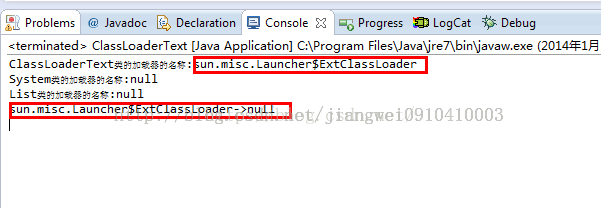 Problems @ Javadoc Declaration Console Progress LogCat Debug
<terminated> ClassLoaderText [Java Application] C:\Program Files\Java\jre7\bin\javaw.exe (2014年1月
ClassLoaderText类的加载器的名称:sun.misc.Launcher$ExtClassLoader
System类的加载器的名称:null
List类的加载器的名称:null
sun.misc.Launcher$ExtClassLoader->null
http://blog.csdn.net/jiangwei0910410003